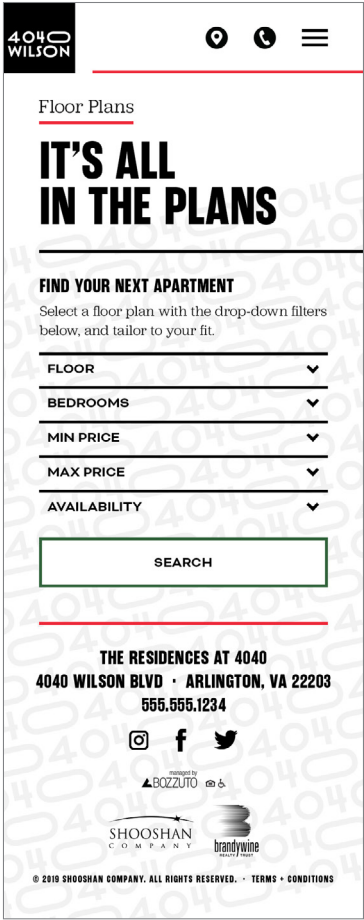 4040
WILSON
Floor Plans
IT'S ALL
IN THE PLANS
FIND YOUR NEXT APARTMENT
Select a floor plan with the drop-down filters
below, and tailor to your fit.
FLOOR
BEDROOMS
MIN PRICE
MAX PRICE
AVAILABILITY
SEARCH
THE RESIDENCES AT 4040
4040 WILSON BLVD · ARLINGTON, VA 22203
555.555.1234
managed by
BOZZUTO
SHOOSHAN
COMPANY
brandywine
REALTY TRUST
© 2019 SHOOSHAN COMPANY. ALL RIGHTS RESERVED. · TERMS + CONDITIONS